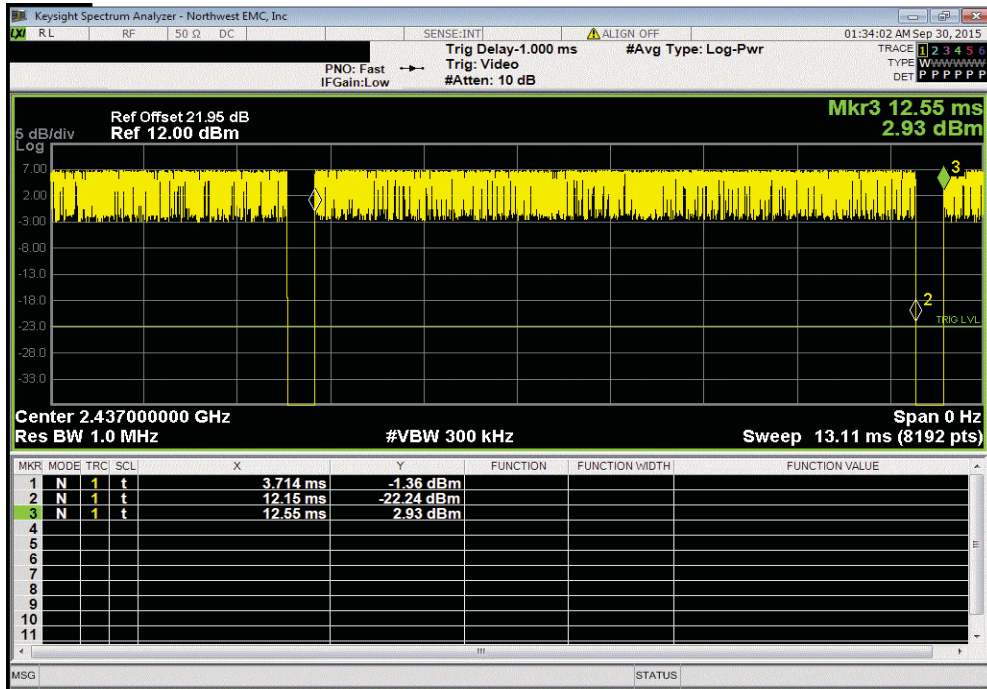 Keysight Spectrum Analyzer - Northwest EMC, Inc
LXI RL RF 50 Ω DC SENSE:INT ALIGN OFF 01:34:02 AM Sep 30, 2015
Trig Delay-1.000 ms #Avg Type: Log-Pwr TRACE 1 2 3 4 5 6
PNO: Fast Trig: Video TYPE WWWWWW
IFGain:Low #Atten: 10 dB DET P P P P P P
Mkr3 12.55 ms
2.93 dBm
Ref Offset 21.95 dB
5 dB/div Ref 12.00 dBm
Log
7.00
2.00
-3.00
-8.00
-13.0
-18.0
-23.0
-28.0
-33.0
3
2
TRIG LVL
Center 2.437000000 GHz Span 0 Hz
Res BW 1.0 MHz #VBW 300 kHz Sweep 13.11 ms (8192 pts)
MKR MODE TRC SCL X Y FUNCTION FUNCTION WIDTH FUNCTION VALUE
1 N 1 t 3.714 ms -1.36 dBm
2 N 1 t 12.15 ms -22.24 dBm
3 N 1 t 12.55 ms 2.93 dBm
4
5
6
7
8
9
10
11
MSG STATUS